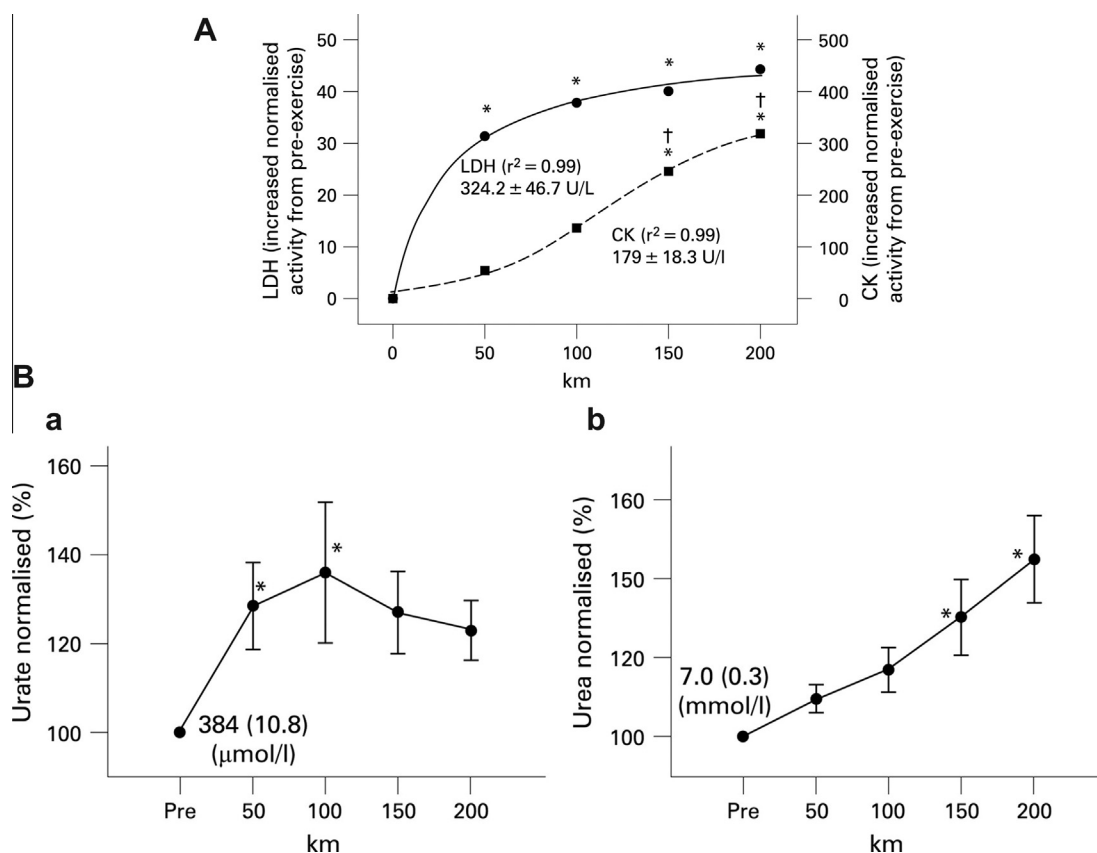 A
LDH (increased normalised
activity from pre-exercise)
50
40
30
20
10
0
* * * *
† †
* *
LDH (r² = 0.99)
324.2 ± 46.7 U/L
CK (r² = 0.99)
179 ± 18.3 U/l
500
400
300
200
100
0
CK (increased normalised
activity from pre-exercise)
0 50 100 150 200
km
B
a
Urate normalised (%)
160
140
120
100
* *
384 (10.8)
(μmol/l)
Pre 50 100 150 200
km
b
Urea normalised (%)
160
150
120
100
* *
7.0 (0.3)
(mmol/l)
Pre 50 100 150 200
km